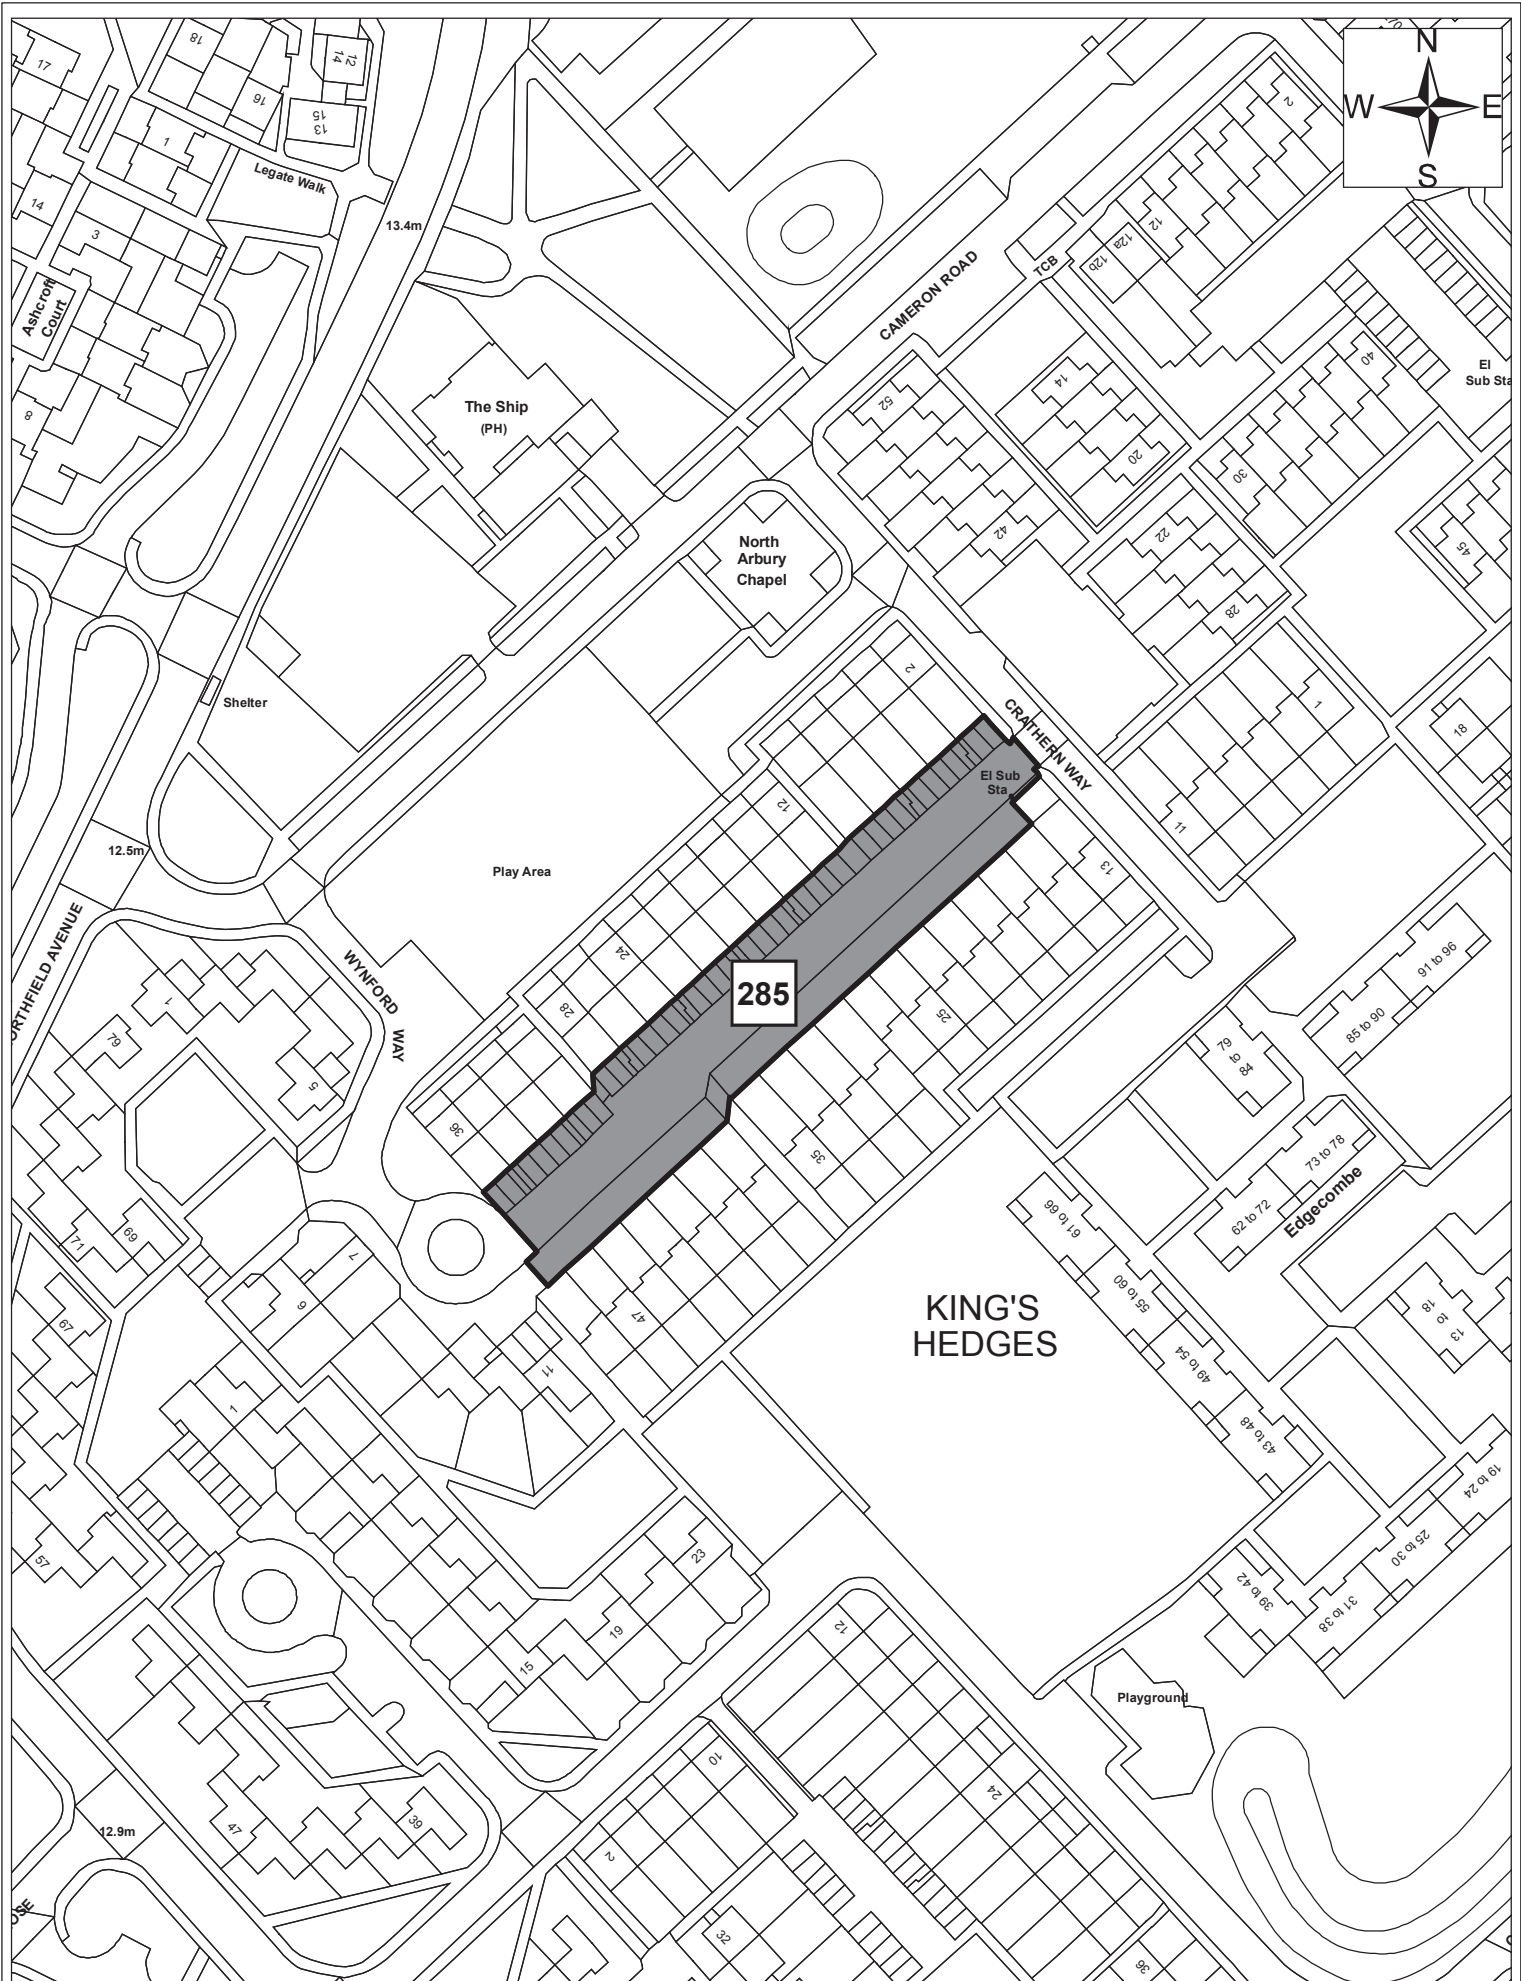 N
W E
S
17
18
12
14
16
15
13
1
Legate Walk
14
3
13.4m
Ashcroft
Court
8
2
12
12a
12b
TCB
CAMERON ROAD
40
El
Sub Sta
The Ship
(PH)
52
14
20
30
45
42
22
28
North
Arbury
Chapel
2
1
18
Shelter
CRATHERN WAY
El Sub
Sta
12
11
13
12.5m
Play Area
24
285
91 to 96
WYNFORD WAY
1
28
25
85 to 90
79
to
84
79
5
36
35
73 to 78
69
71
61 to 66
62 to 72
Edgecombe
7
6
55 to 60
18
to
13
67
47
KING'S
HEDGES
49 to 54
11
1
43 to 48
19 to 24
57
23
25 to 30
39 to 42
31 to 38
19
12
15
Playground
10
24
39
47
12.9m
2
32
36